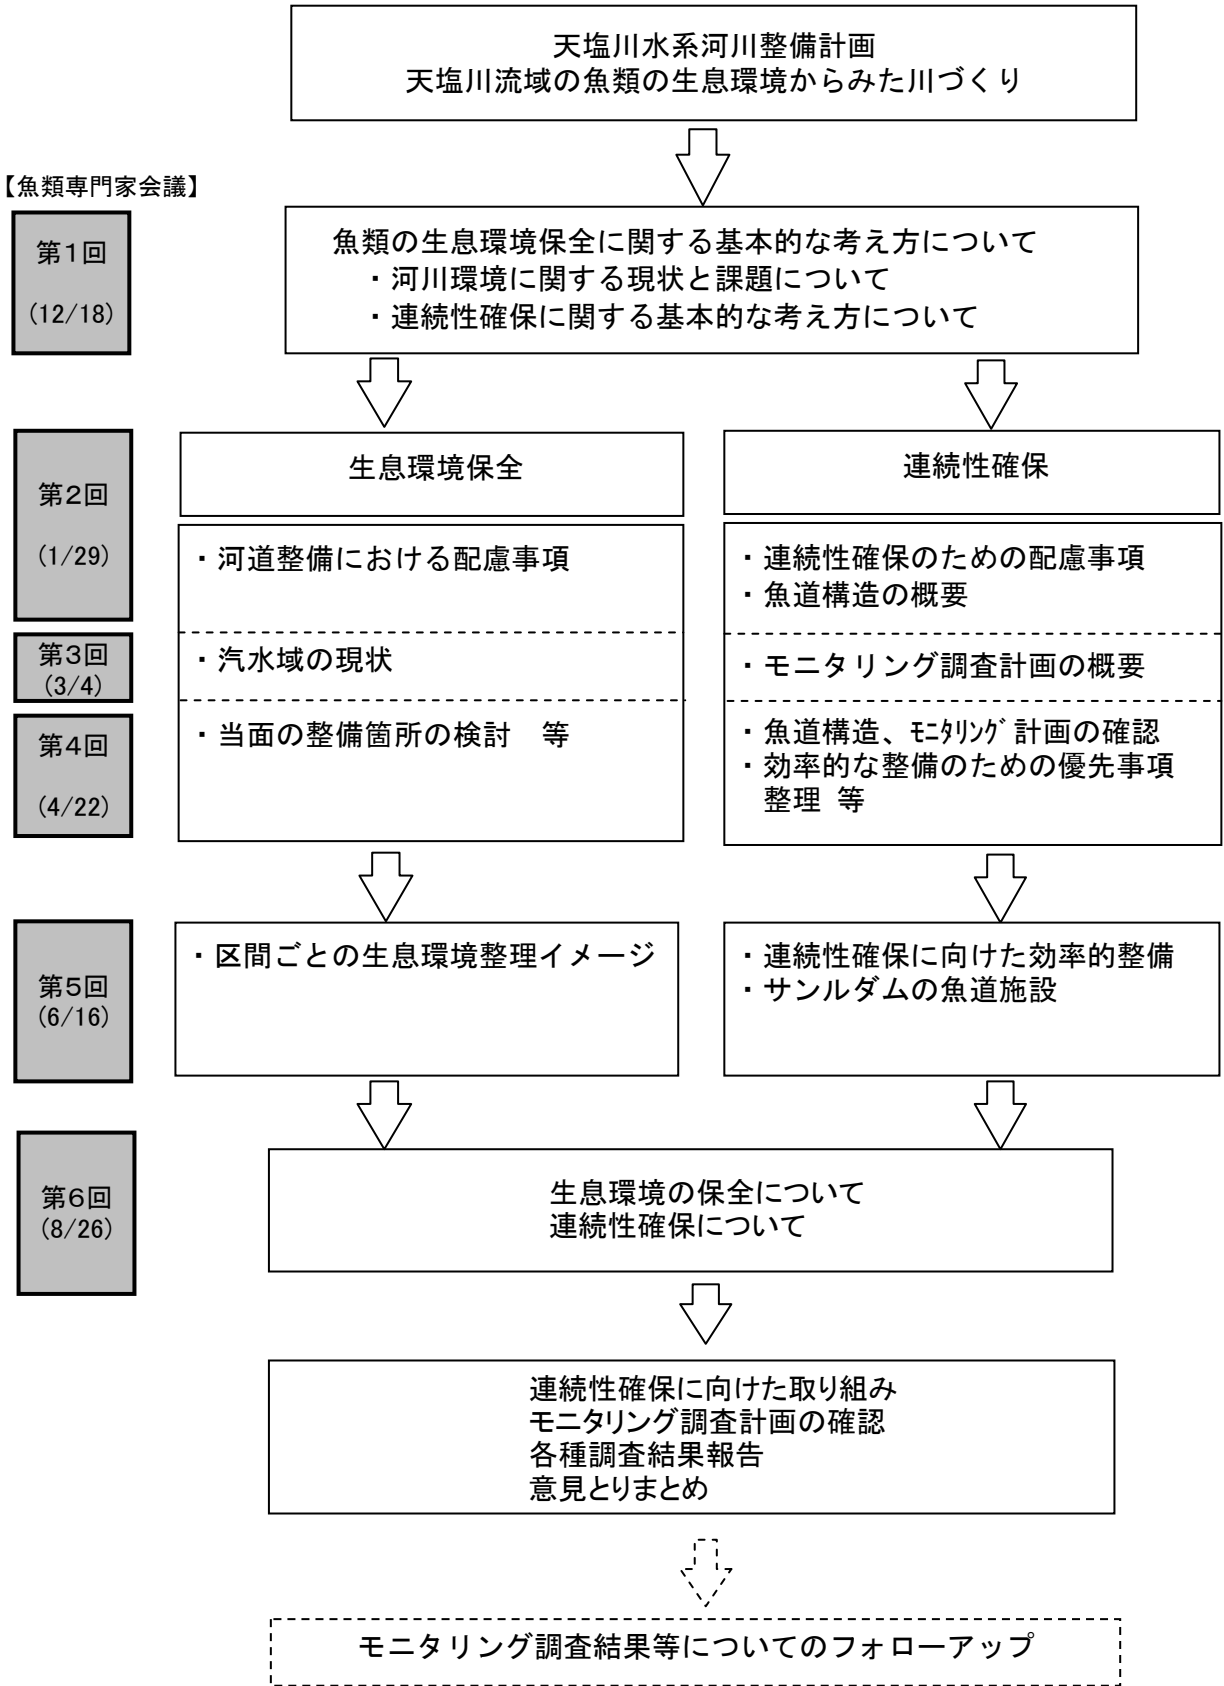 天塩川水系河川整備計画
天塩川流域の魚類の生息環境からみた川づくり
【魚類専門家会議】
第1回
(12/18)
魚類の生息環境保全に関する基本的な考え方について
・河川環境に関する現状と課題について
・連続性確保に関する基本的な考え方について
第2回
(1/29)
生息環境保全
連続性確保
・河道整備における配慮事項
・連続性確保のための配慮事項
・魚道構造の概要
第3回
(3/4)
・汽水域の現状
・モニタリング調査計画の概要
第4回
(4/22)
・当面の整備箇所の検討　等
・魚道構造、ﾓﾆﾀﾘﾝｸﾞ計画の確認
・効率的な整備のための優先事項
整理 等
第5回
(6/16)
・区間ごとの生息環境整理イメージ
・連続性確保に向けた効率的整備
・サンルダムの魚道施設
第6回
(8/26)
生息環境の保全について
連続性確保について
連続性確保に向けた取り組み
モニタリング調査計画の確認
各種調査結果報告
意見とりまとめ
モニタリング調査結果等についてのフォローアップ